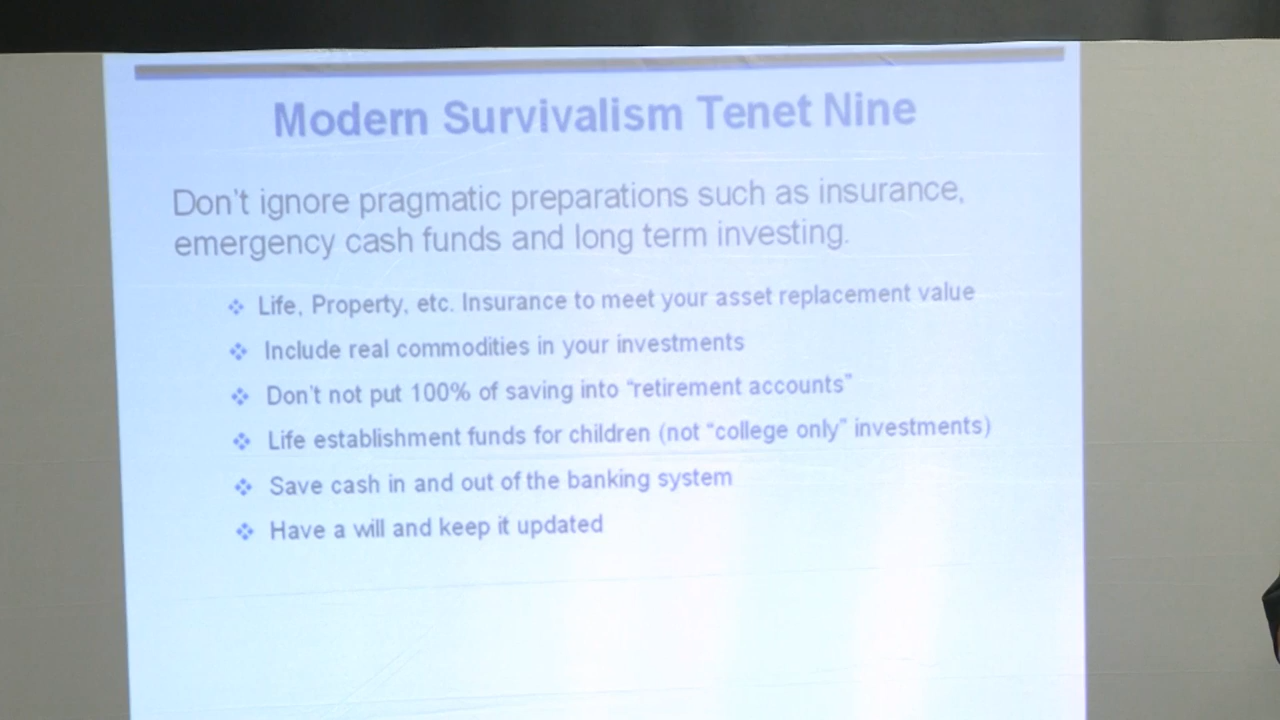 Modern Survivalism Tenet Nine
Don't ignore pragmatic preparations such as insurance,
emergency cash funds and long term investing.
Life, Property, etc. Insurance to meet your asset replacement value
Include real commodities in your investments
Don't not put 100% of saving into “retirement accounts”
Life establishment funds for children (not “college only” investments)
Save cash in and out of the banking system
Have a will and keep it updated